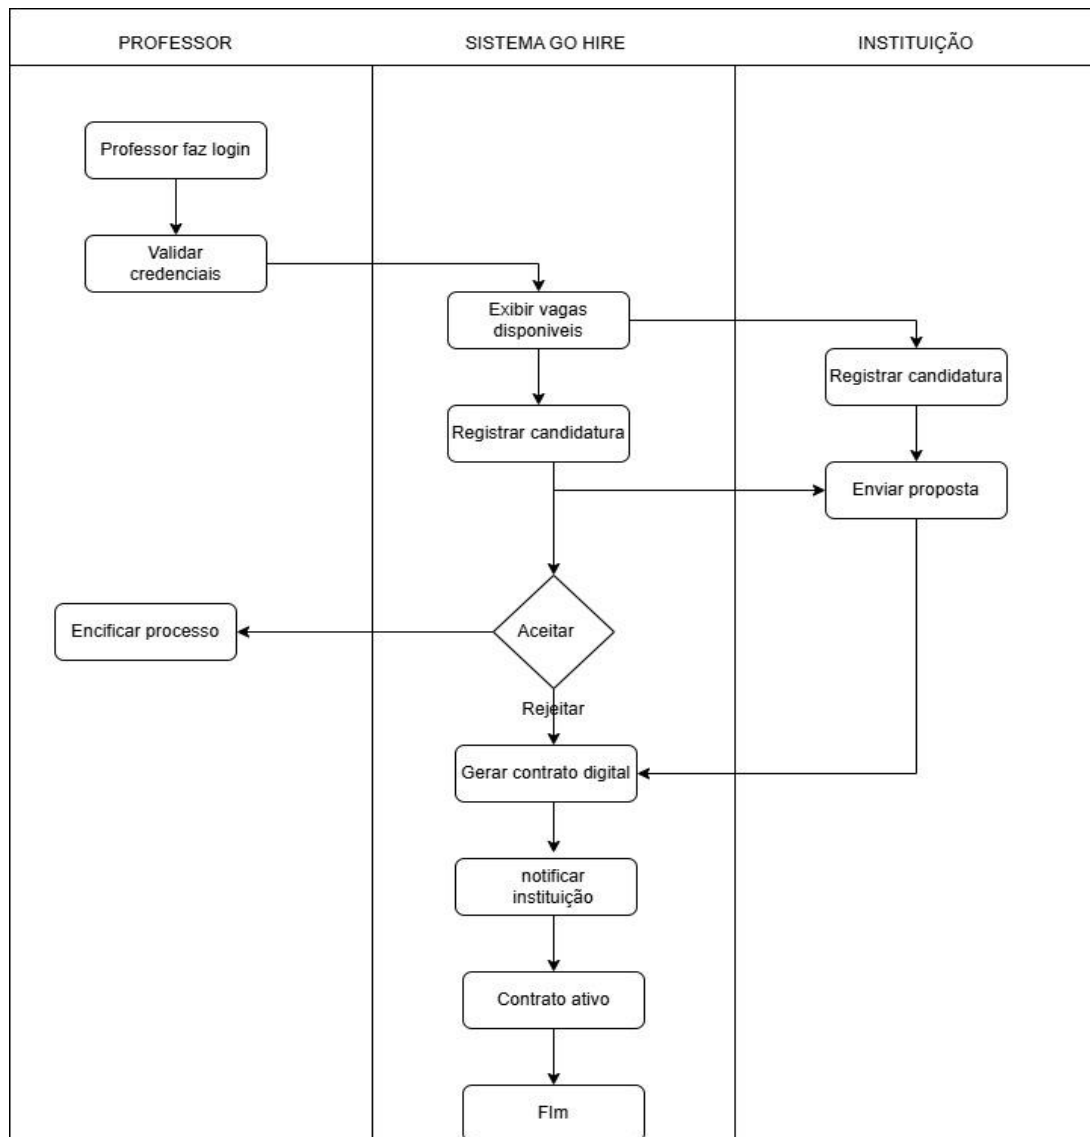 PROFESSOR
SISTEMA GO HIRE
INSTITUIÇÃO
Professor faz login
Validar
credenciais
Exibir vagas
disponiveis
Registrar candidatura
Registrar candidatura
Enviar proposta
Encificar processo
Aceitar
Rejeitar
Gerar contrato digital
notificar
instituição
Contrato ativo
FIm